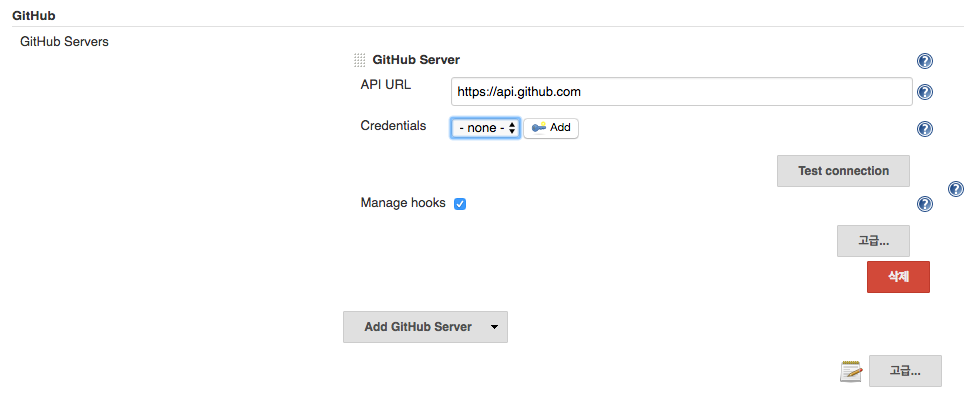 GitHub
GitHub Servers
GitHub Server
API URL
https://api.github.com
Credentials
- none -
Add
Test connection
Manage hooks
고급...
삭제
Add GitHub Server
고급...